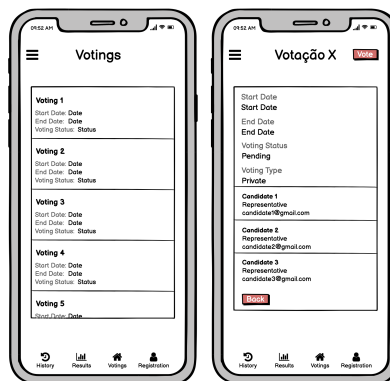 09:52 AM
Votings
Voting 1
Start Date: Date
End Date: Date
Voting Status: Status
Voting 2
Start Date: Date
End Date: Date
Voting Status: Status
Voting 3
Start Date: Date
End Date: Date
Voting Status: Status
Voting 4
Start Date: Date
End Date: Date
Voting Status: Status
Voting 5
Start Date: Date
History Results Votings Registration
09:52 AM
Votação X Vote
Start Date
Start Date
End Date
End Date
Voting Status
Pending
Voting Type
Private
Candidate 1
Representative
candidate1@gmail.com
Candidate 2
Representative
candidate2@gmail.com
Candidate 3
Representative
candidate3@gmail.com
Back
History Results Votings Registration